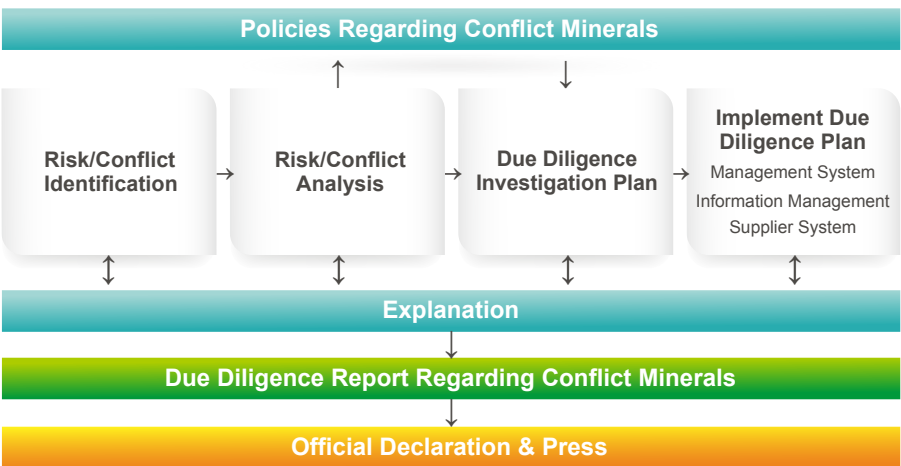 Policies Regarding Conflict Minerals
Risk/Conflict
Identification
Risk/Conflict
Analysis
Due Diligence
Investigation Plan
Implement Due
Diligence Plan
Management System
Information Management
Supplier System
Explanation
Due Diligence Report Regarding Conflict Minerals
Official Declaration & Press